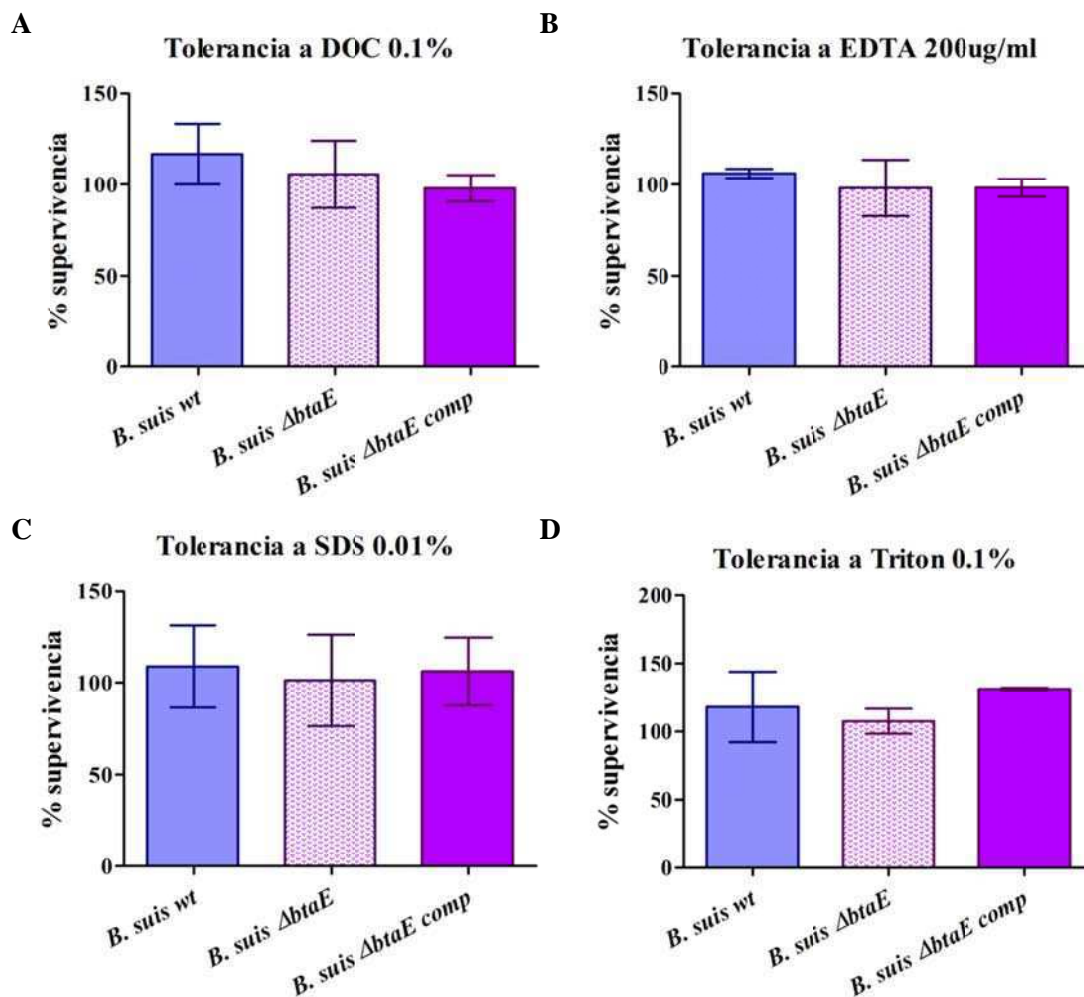 A
Tolerancia a DOC 0.1%
% supervivencia
150
100
50
0
B. suis wt
B. suis ΔbtaE
B. suis ΔbtaE comp
B
Tolerancia a EDTA 200ug/ml
% supervivencia
150
100
50
0
B. suis wt
B. suis ΔbtaE
B. suis ΔbtaE comp
C
Tolerancia a SDS 0.01%
% supervivencia
150
100
50
0
B. suis wt
B. suis ΔbtaE
B. suis ΔbtaE comp
D
Tolerancia a Triton 0.1%
% supervivencia
200
150
100
50
0
B. suis wt
B. suis ΔbtaE
B. suis ΔbtaE comp